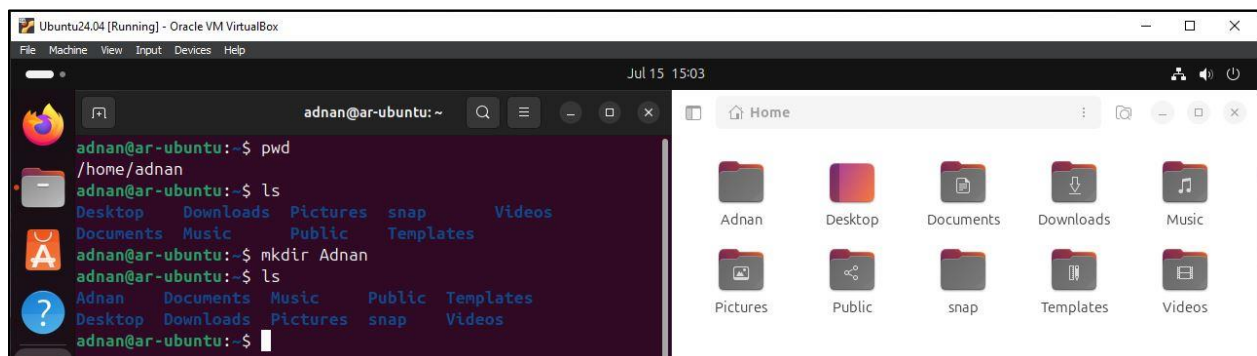 Ubuntu24.04 [Running] - Oracle VM VirtualBox
File Machine View Input Devices Help
Jul 15 15:03
adnan@ar-ubuntu: ~
adnan@ar-ubuntu:~$ pwd
/home/adnan
adnan@ar-ubuntu:~$ ls
Desktop Downloads Pictures snap Videos
Documents Music Public Templates
adnan@ar-ubuntu:~$ mkdir Adnan
adnan@ar-ubuntu:~$ ls
Adnan Documents Music Public Templates
Desktop Downloads Pictures snap Videos
adnan@ar-ubuntu:~$
Home
Adnan Desktop Documents Downloads Music
Pictures Public snap Templates Videos